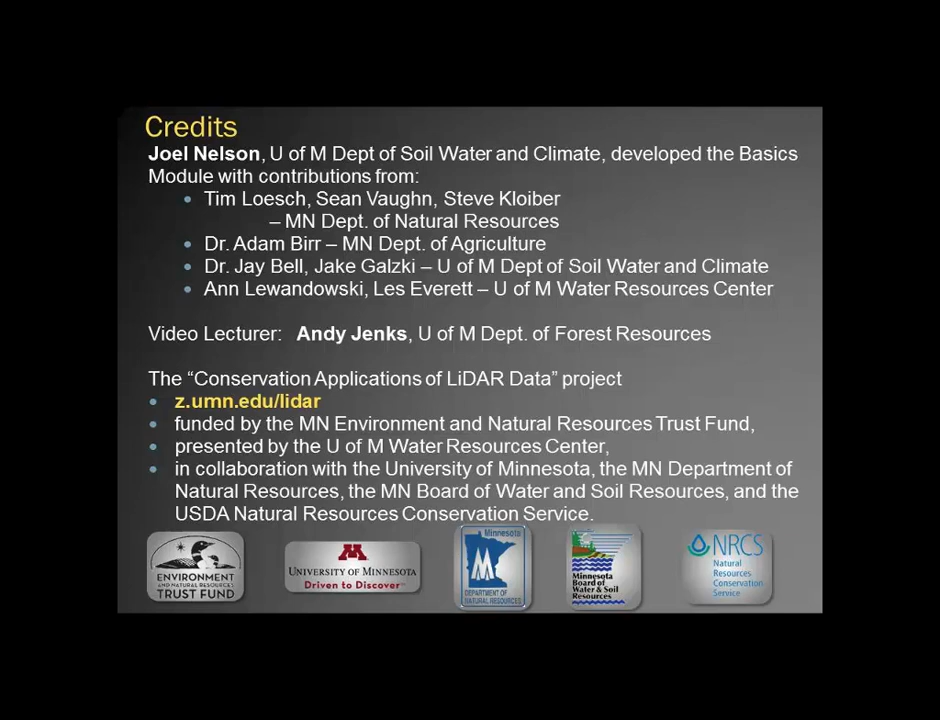 Credits
Joel Nelson, U of M Dept of Soil Water and Climate, developed the Basics
Module with contributions from:
• Tim Loesch, Sean Vaughn, Steve Kloiber
– MN Dept. of Natural Resources
• Dr. Adam Birr – MN Dept. of Agriculture
• Dr. Jay Bell, Jake Galzki – U of M Dept of Soil Water and Climate
• Ann Lewandowski, Les Everett – U of M Water Resources Center
Video Lecturer: Andy Jenks, U of M Dept. of Forest Resources
The “Conservation Applications of LiDAR Data” project
• z.umn.edu/lidar
• funded by the MN Environment and Natural Resources Trust Fund,
• presented by the U of M Water Resources Center,
• in collaboration with the University of Minnesota, the MN Department of
Natural Resources, the MN Board of Water and Soil Resources, and the
USDA Natural Resources Conservation Service.
ENVIRONMENT
AND NATURAL RESOURCES
TRUST FUND
M
UNIVERSITY OF MINNESOTA
Driven to Discover
Minnesota
DEPARTMENT OF
NATURAL RESOURCES
Minnesota
Board of
Water & Soil
Resources
NRCS
Natural
Resources
Conservation
Service